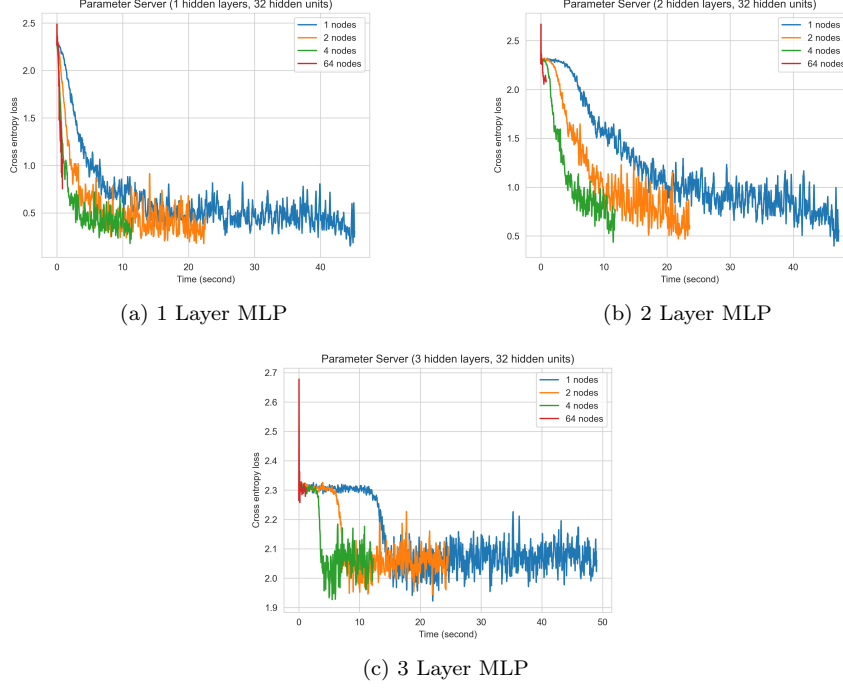 Parameter Server (1 hidden layers, 32 hidden units)
2.5
2.0
1.5
1.0
0.5
Cross entropy loss
1 nodes
2 nodes
4 nodes
64 nodes
0 10 20 30 40
Time (second)
(a) 1 Layer MLP
Parameter Server (2 hidden layers, 32 hidden units)
2.5
2.0
1.5
1.0
0.5
Cross entropy loss
1 nodes
2 nodes
4 nodes
64 nodes
0 10 20 30 40
Time (second)
(b) 2 Layer MLP
Parameter Server (3 hidden layers, 32 hidden units)
2.7
2.6
2.5
2.4
2.3
2.2
2.1
2.0
1.9
Cross entropy loss
1 nodes
2 nodes
4 nodes
64 nodes
0 10 20 30 40 50
Time (second)
(c) 3 Layer MLP